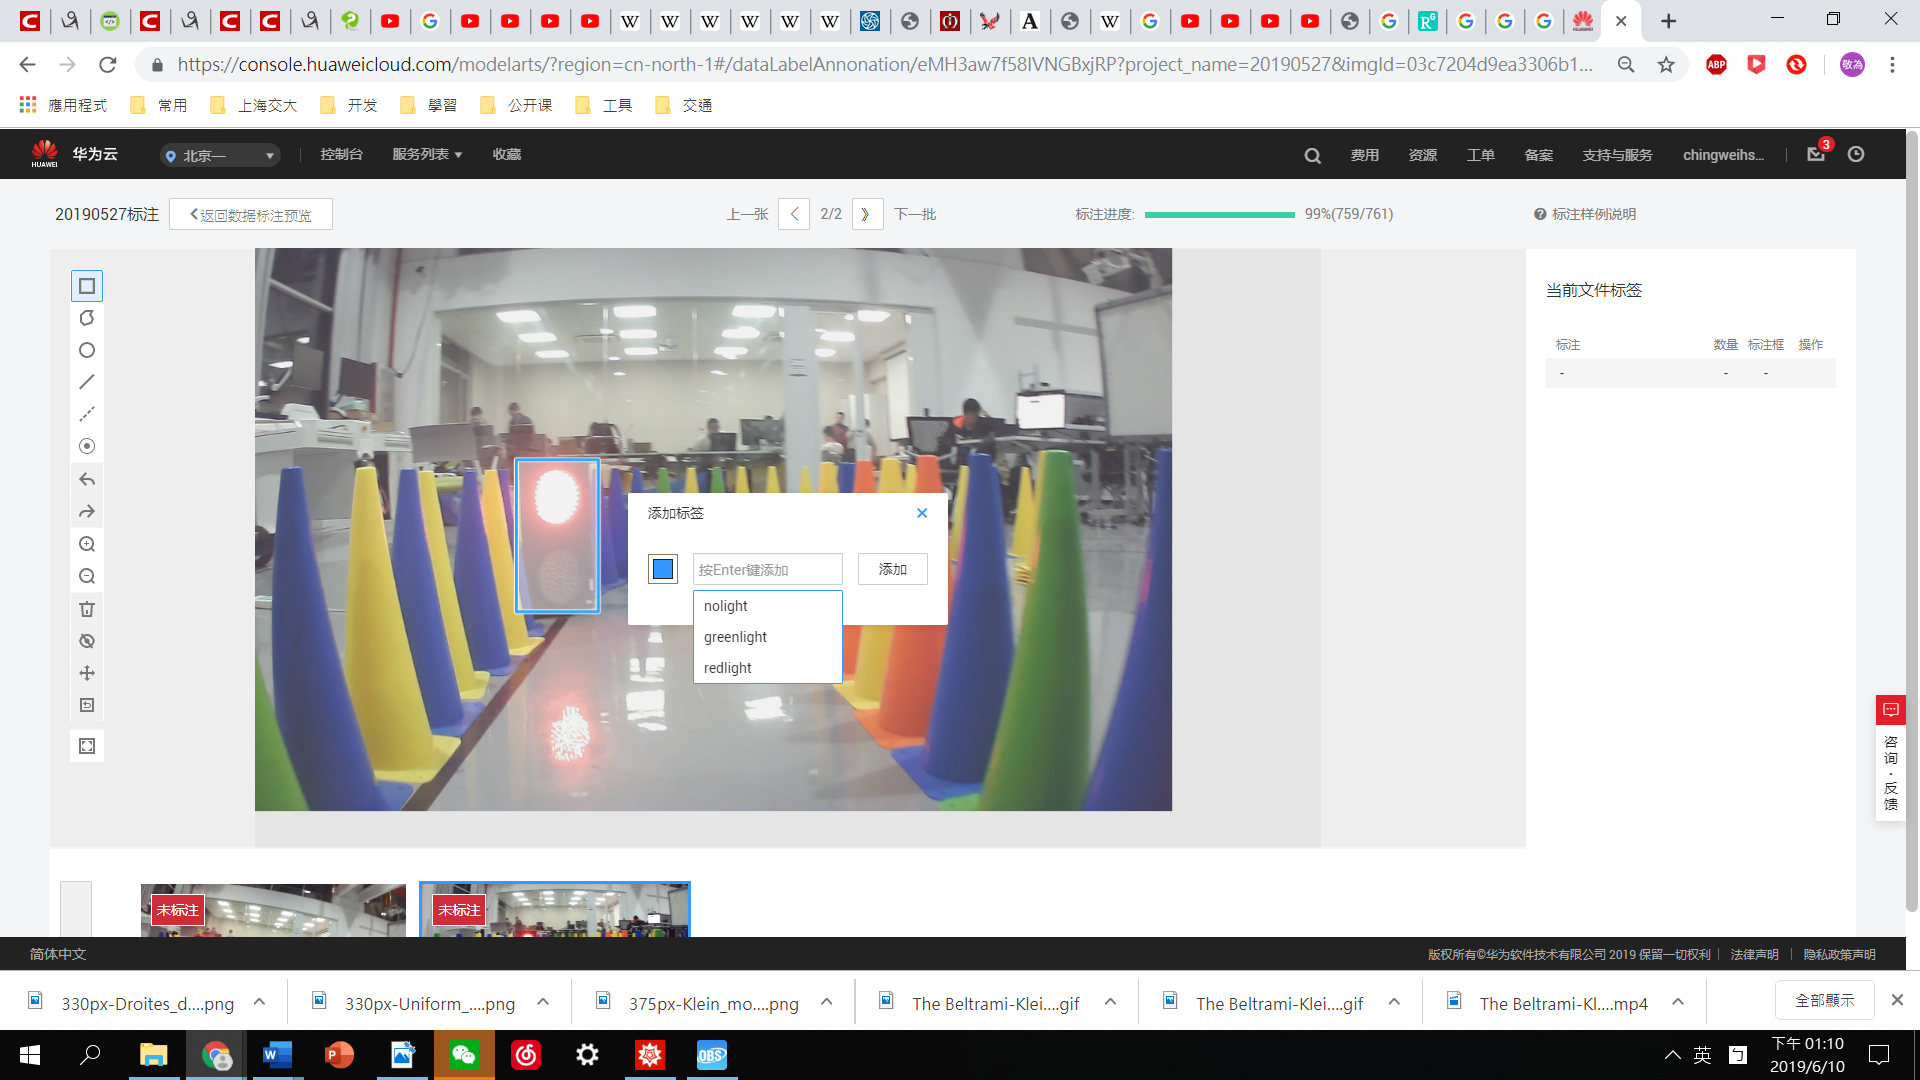 https://console.huaweicloud.com/modelarts/?region=cn-north-1#/dataLabelAnnonation/eMH3aw7f58lVNGBxjRP?project_name=20190527&imgId=03c7204d9ea3306b1...
ABP
敬為
應用程式 常用 上海交大 开发 學習 公开课 工具 交通
HUAWEI 华为云 北京一 控制台 服务列表 收藏 费用 资源 工单 备案 支持与服务 chingweihs... 3
20190527标注 返回数据标注预览 上一张 2/2 下一批 标注进度: 99%(759/761) 标注样例说明
当前文件标签
标注 数量 标注框 操作
- - -
添加标签
按Enter键添加 添加
nolight
greenlight
redlight
咨询·反馈
未标注 未标注
简体中文 版权所有©华为软件技术有限公司 2019 保留一切权利 法律声明 隐私政策声明
330px-Droites_d....png 330px-Uniform_....png 375px-Klein_mo....png The Beltrami-Klei....gif The Beltrami-Klei....gif The Beltrami-Kl....mp4 全部顯示
OBS
英
下午 01:10
2019/6/10